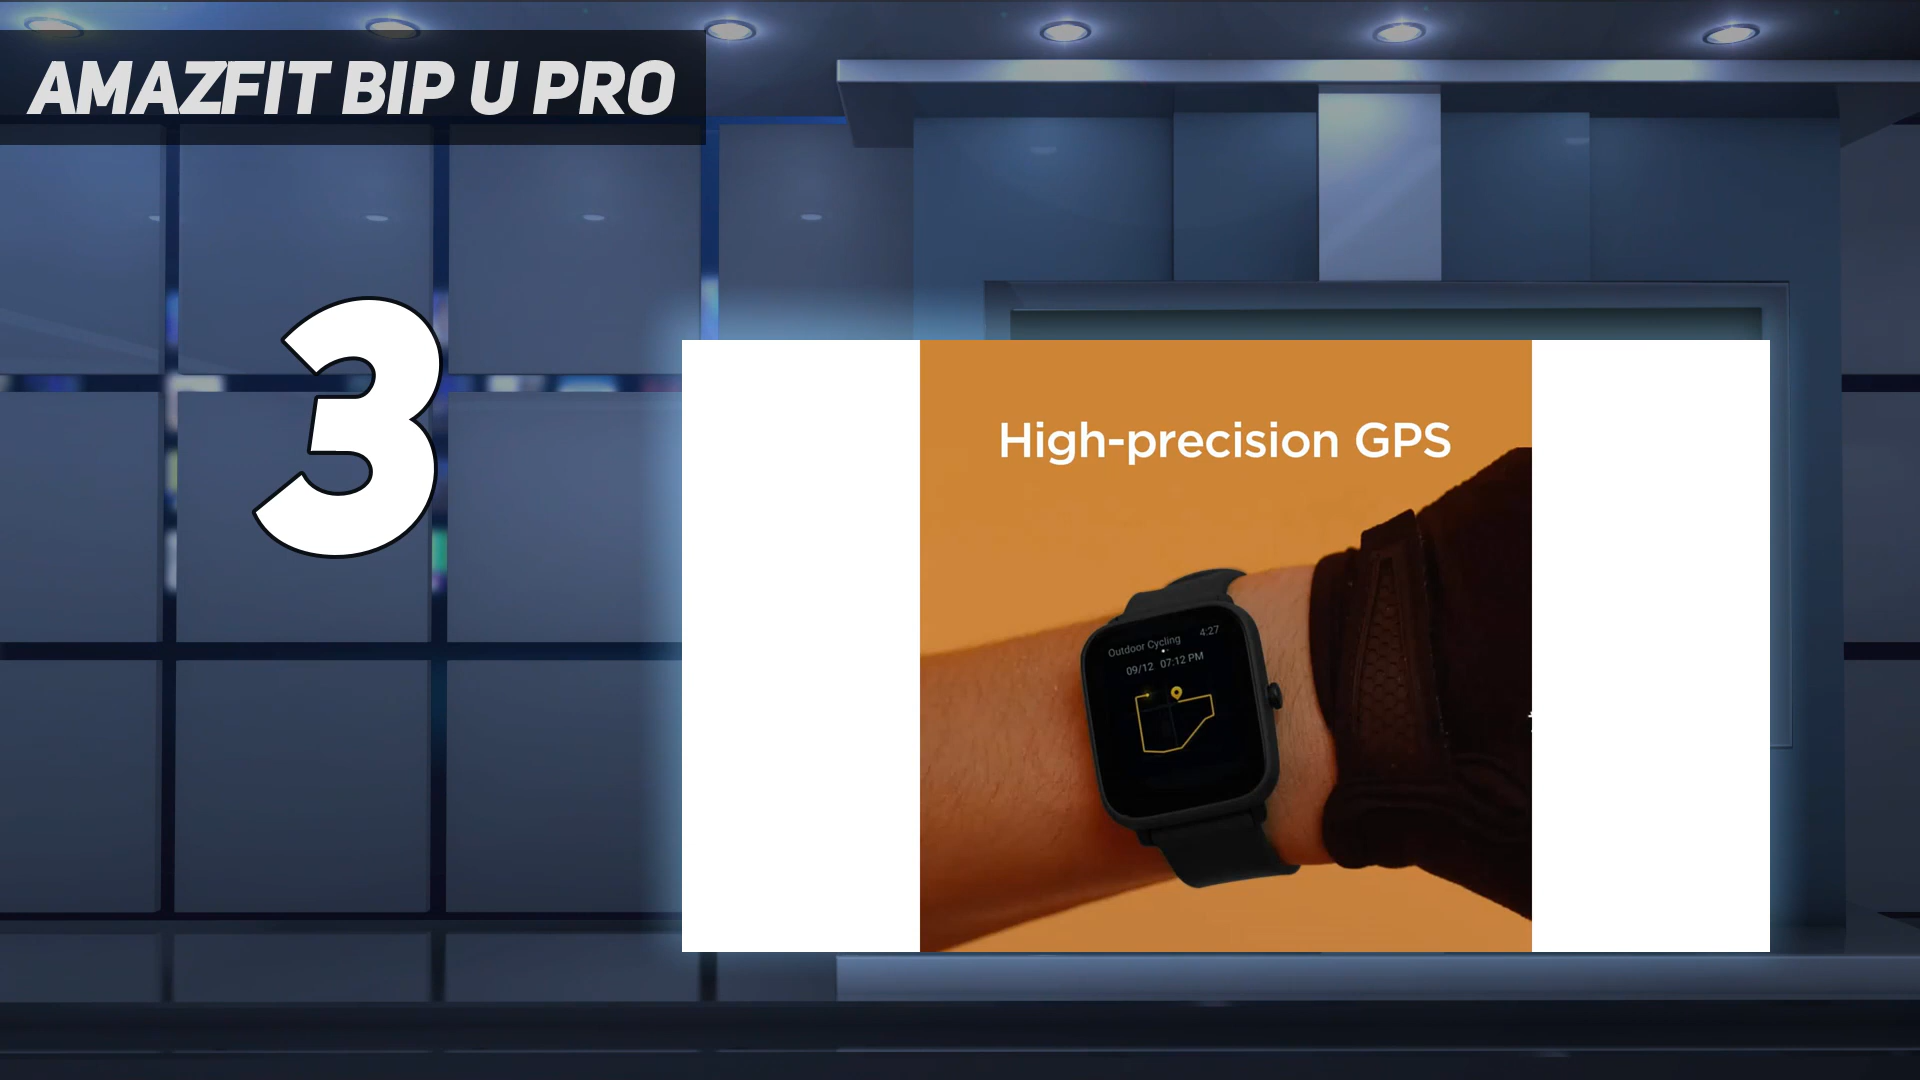 AMAZFIT BIP U PRO
3
High-precision GPS
Outdoor Cycling 4:27
09/12 07:12 PM